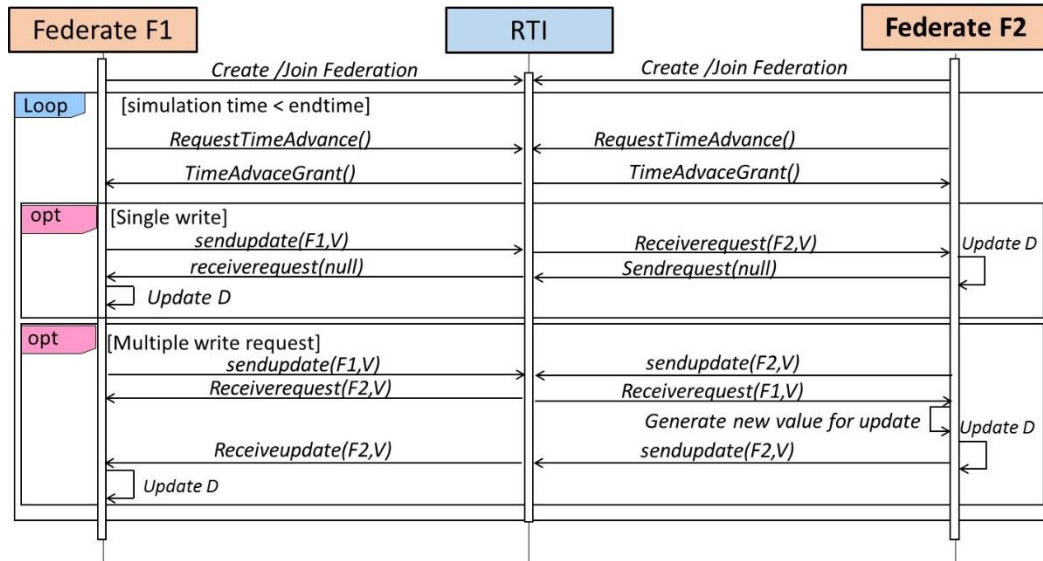 Federate F1
RTI
Federate F2
Create /Join Federation
Create /Join Federation
Loop
[simulation time < endtime]
RequestTimeAdvance()
RequestTimeAdvance()
TimeAdvaceGrant()
TimeAdvaceGrant()
opt
[Single write]
sendupdate(F1,V)
Receiverequest(F2,V)
Update D
receiverequest(null)
Sendrequest(null)
Update D
opt
[Multiple write request]
sendupdate(F1,V)
sendupdate(F2,V)
Receiverequest(F2,V)
Receiverequest(F1,V)
Generate new value for update
Update D
Receiveupdate(F2,V)
sendupdate(F2,V)
Update D